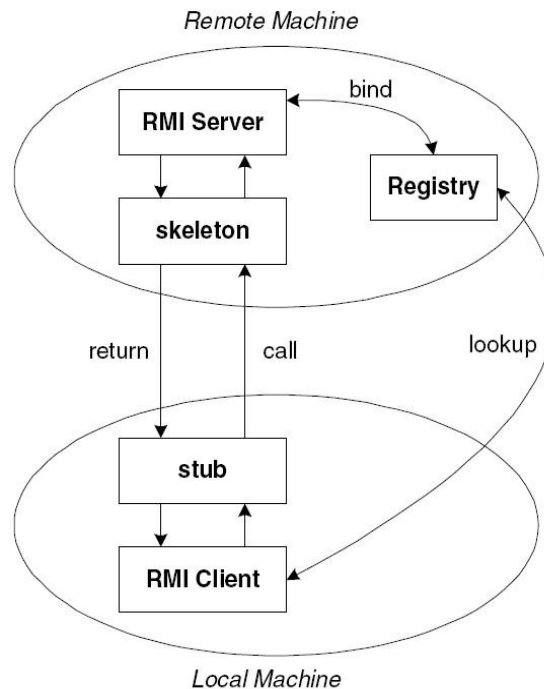 Remote Machine
bind
RMI Server
Registry
skeleton
return
call
lookup
stub
RMI Client
Local Machine